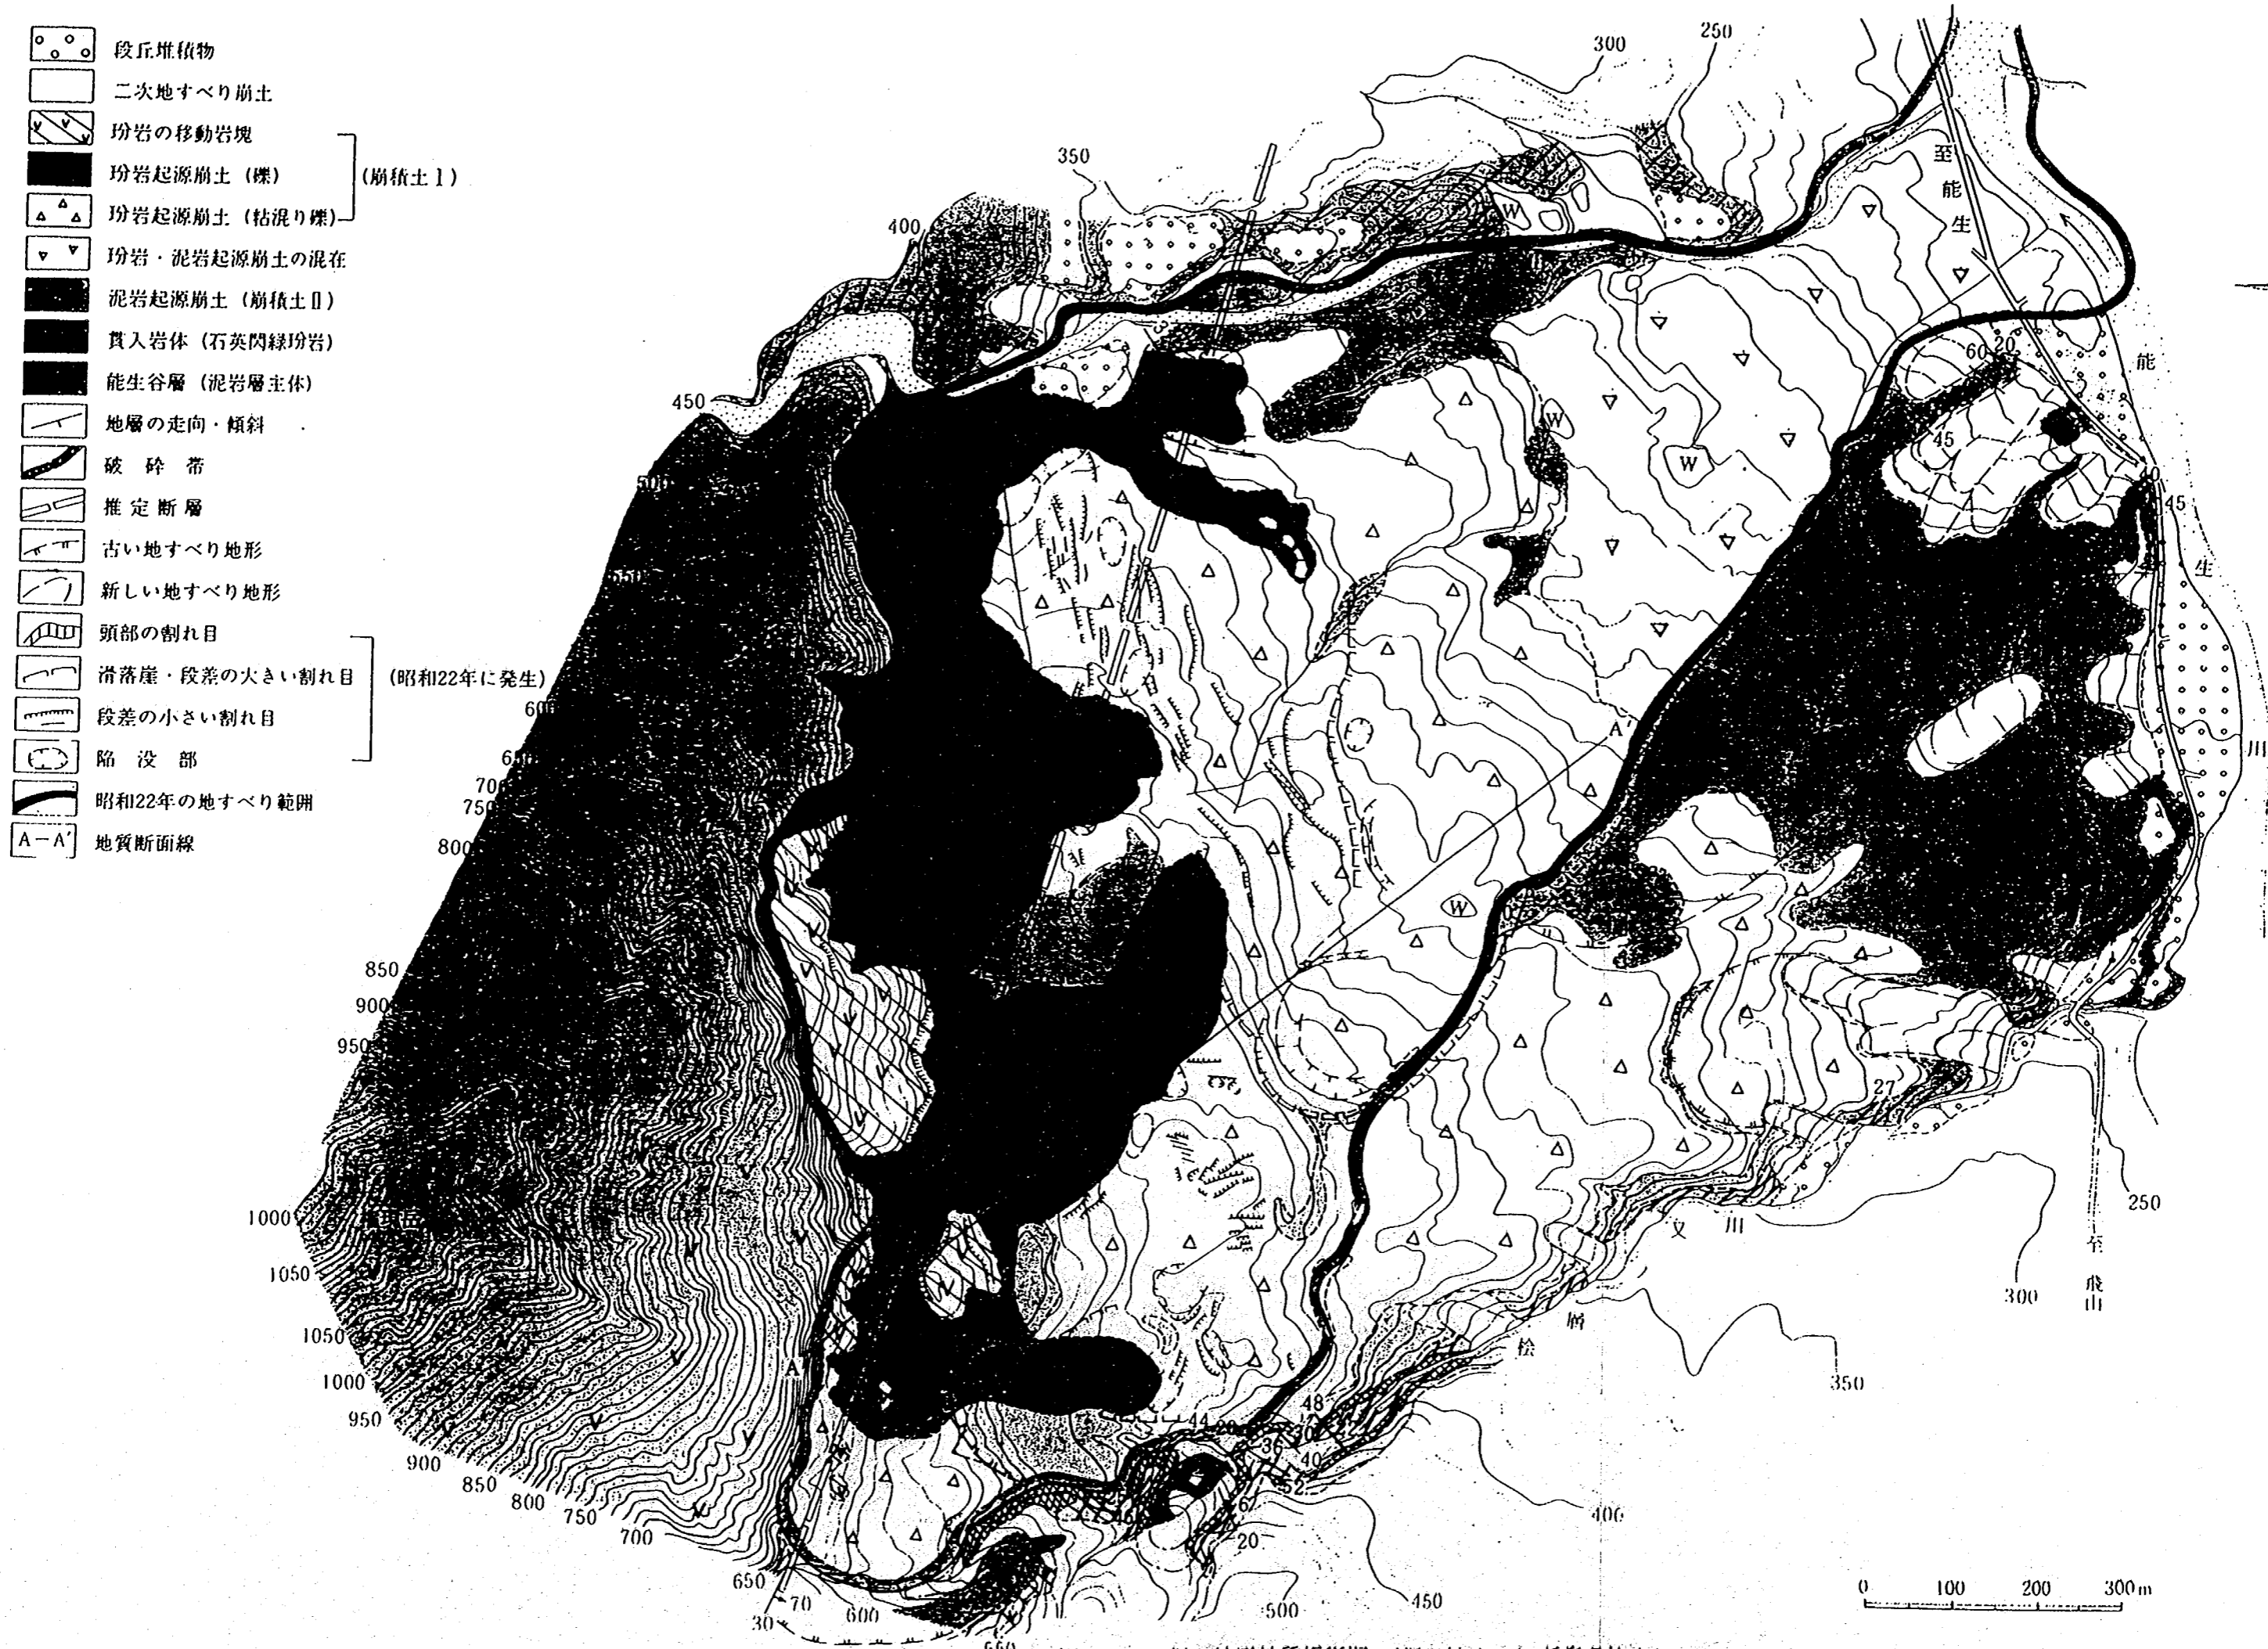 段丘堆積物
二次地すべり崩土
玢岩の移動岩塊
玢岩起源崩土 (礫)
(崩積土I)
玢岩起源崩土 (粘混り礫)
玢岩・泥岩起源崩土の混在
泥岩起源崩土 (崩積土II)
貫入岩体 (石英閃緑玢岩)
能生谷層 (泥岩層主体)
地層の走向・傾斜
破砕帯
推定断層
古い地すべり地形
新しい地すべり地形
頭部の割れ目
滑落崖・段差の大きい割れ目
(昭和22年に発生)
段差の小さい割れ目
陥没部
昭和22年の地すべり範囲
A-A' 地質断面線
300
250
350
400
450
500
550
600
700
750
800
850
900
950
1000
1050
1050
1000
950
900
850
800
750
700
650
600
30
70
500
450
400
350
300
250
至能生
能生川
至飛山
桧曽又川
W
W
W
W
A
A
60
20
45
40
45
27
44
20
48
36
40
52
20
0 100 200 300m